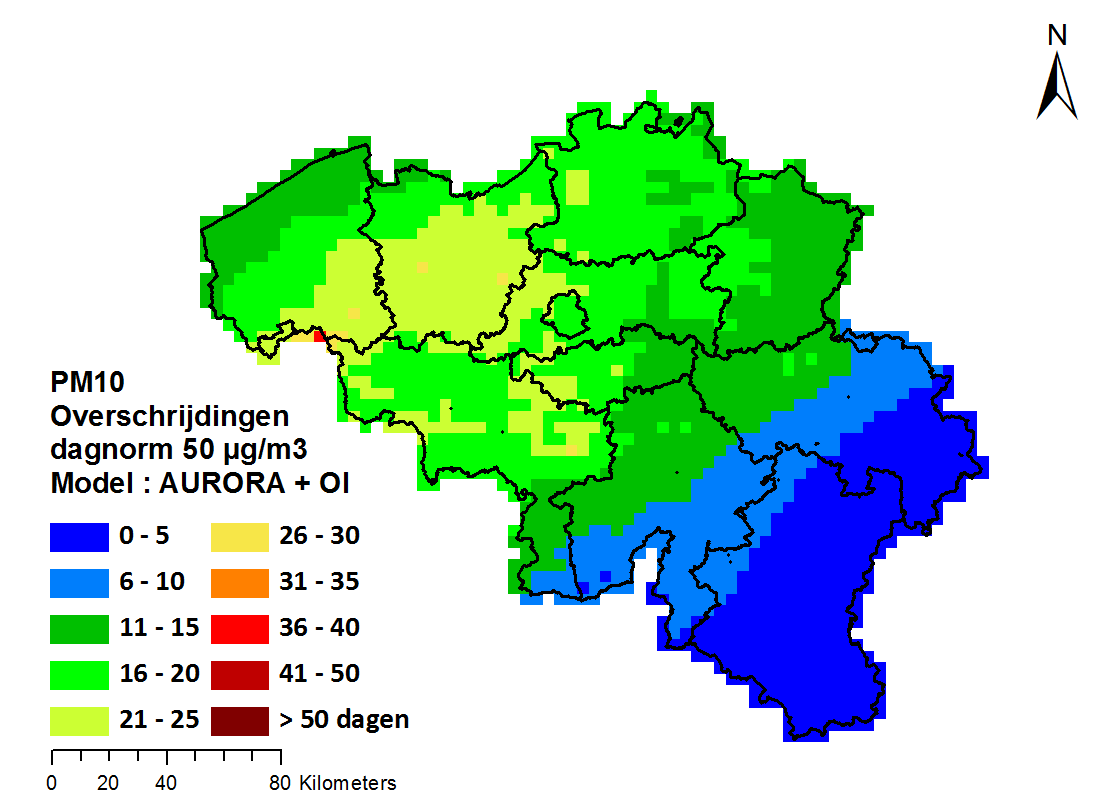 N
PM10
Overschrijdingen
dagnorm 50 µg/m3
Model : AURORA + OI
0 - 5
26 - 30
6 - 10
31 - 35
11 - 15
36 - 40
16 - 20
41 - 50
21 - 25
> 50 dagen
0 20 40 80 Kilometers